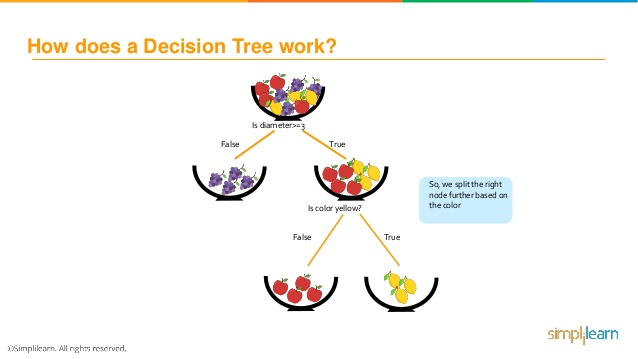 How does a Decision Tree work?
Is diameter>=3
False
True
So, we split the right
node further based on
the color
Is color yellow?
False
True
simplilearn
©Simplilearn. All rights reserved.